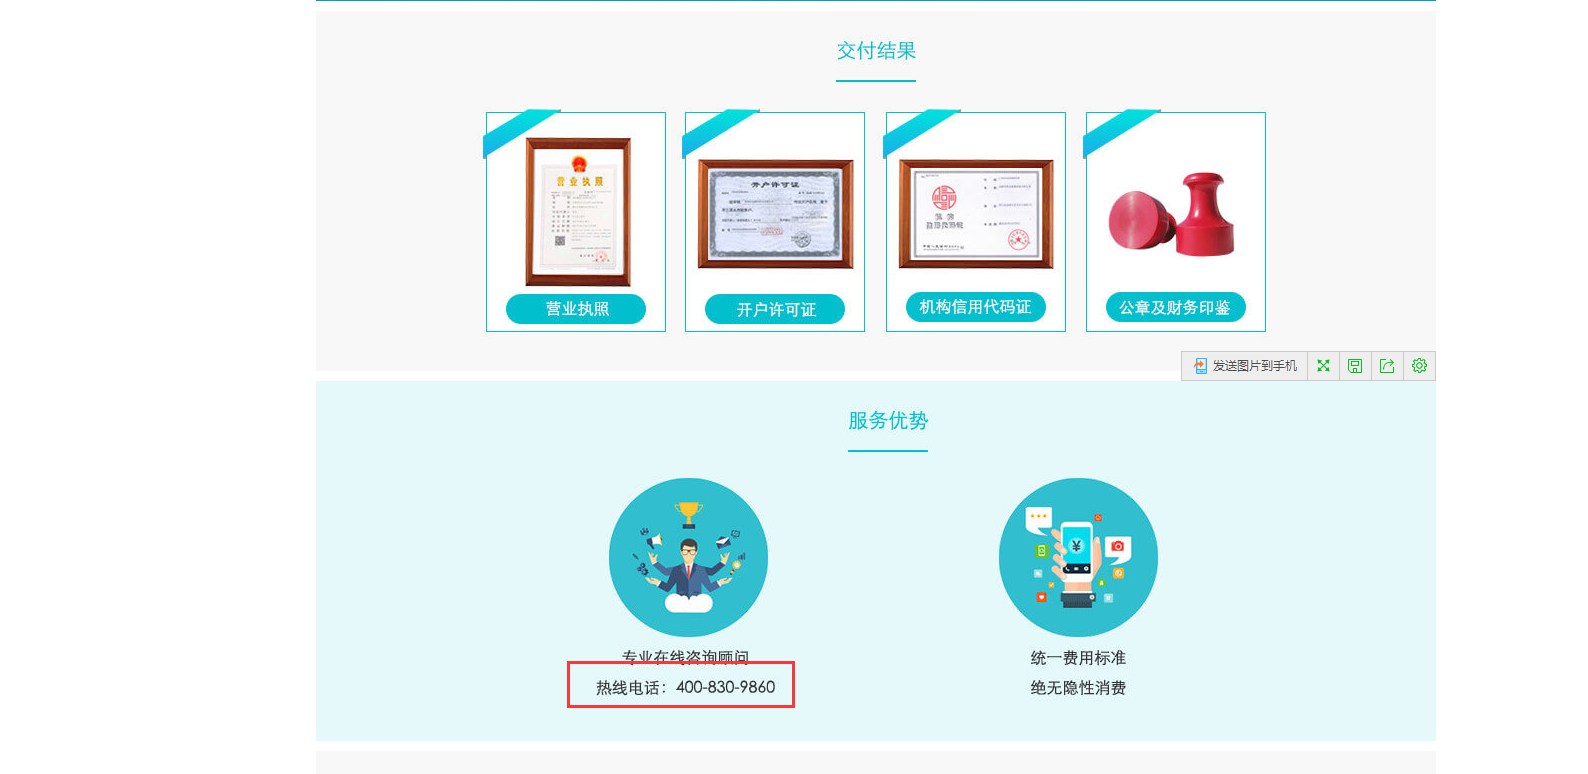 交付结果
营业执照
开户许可证
营业执照
开户许可证
机构信用代码证
公章及财务印鉴
发送图片到手机
服务优势
¥
专业在线咨询顾问
热线电话：400-830-9860
统一费用标准
绝无隐性消费